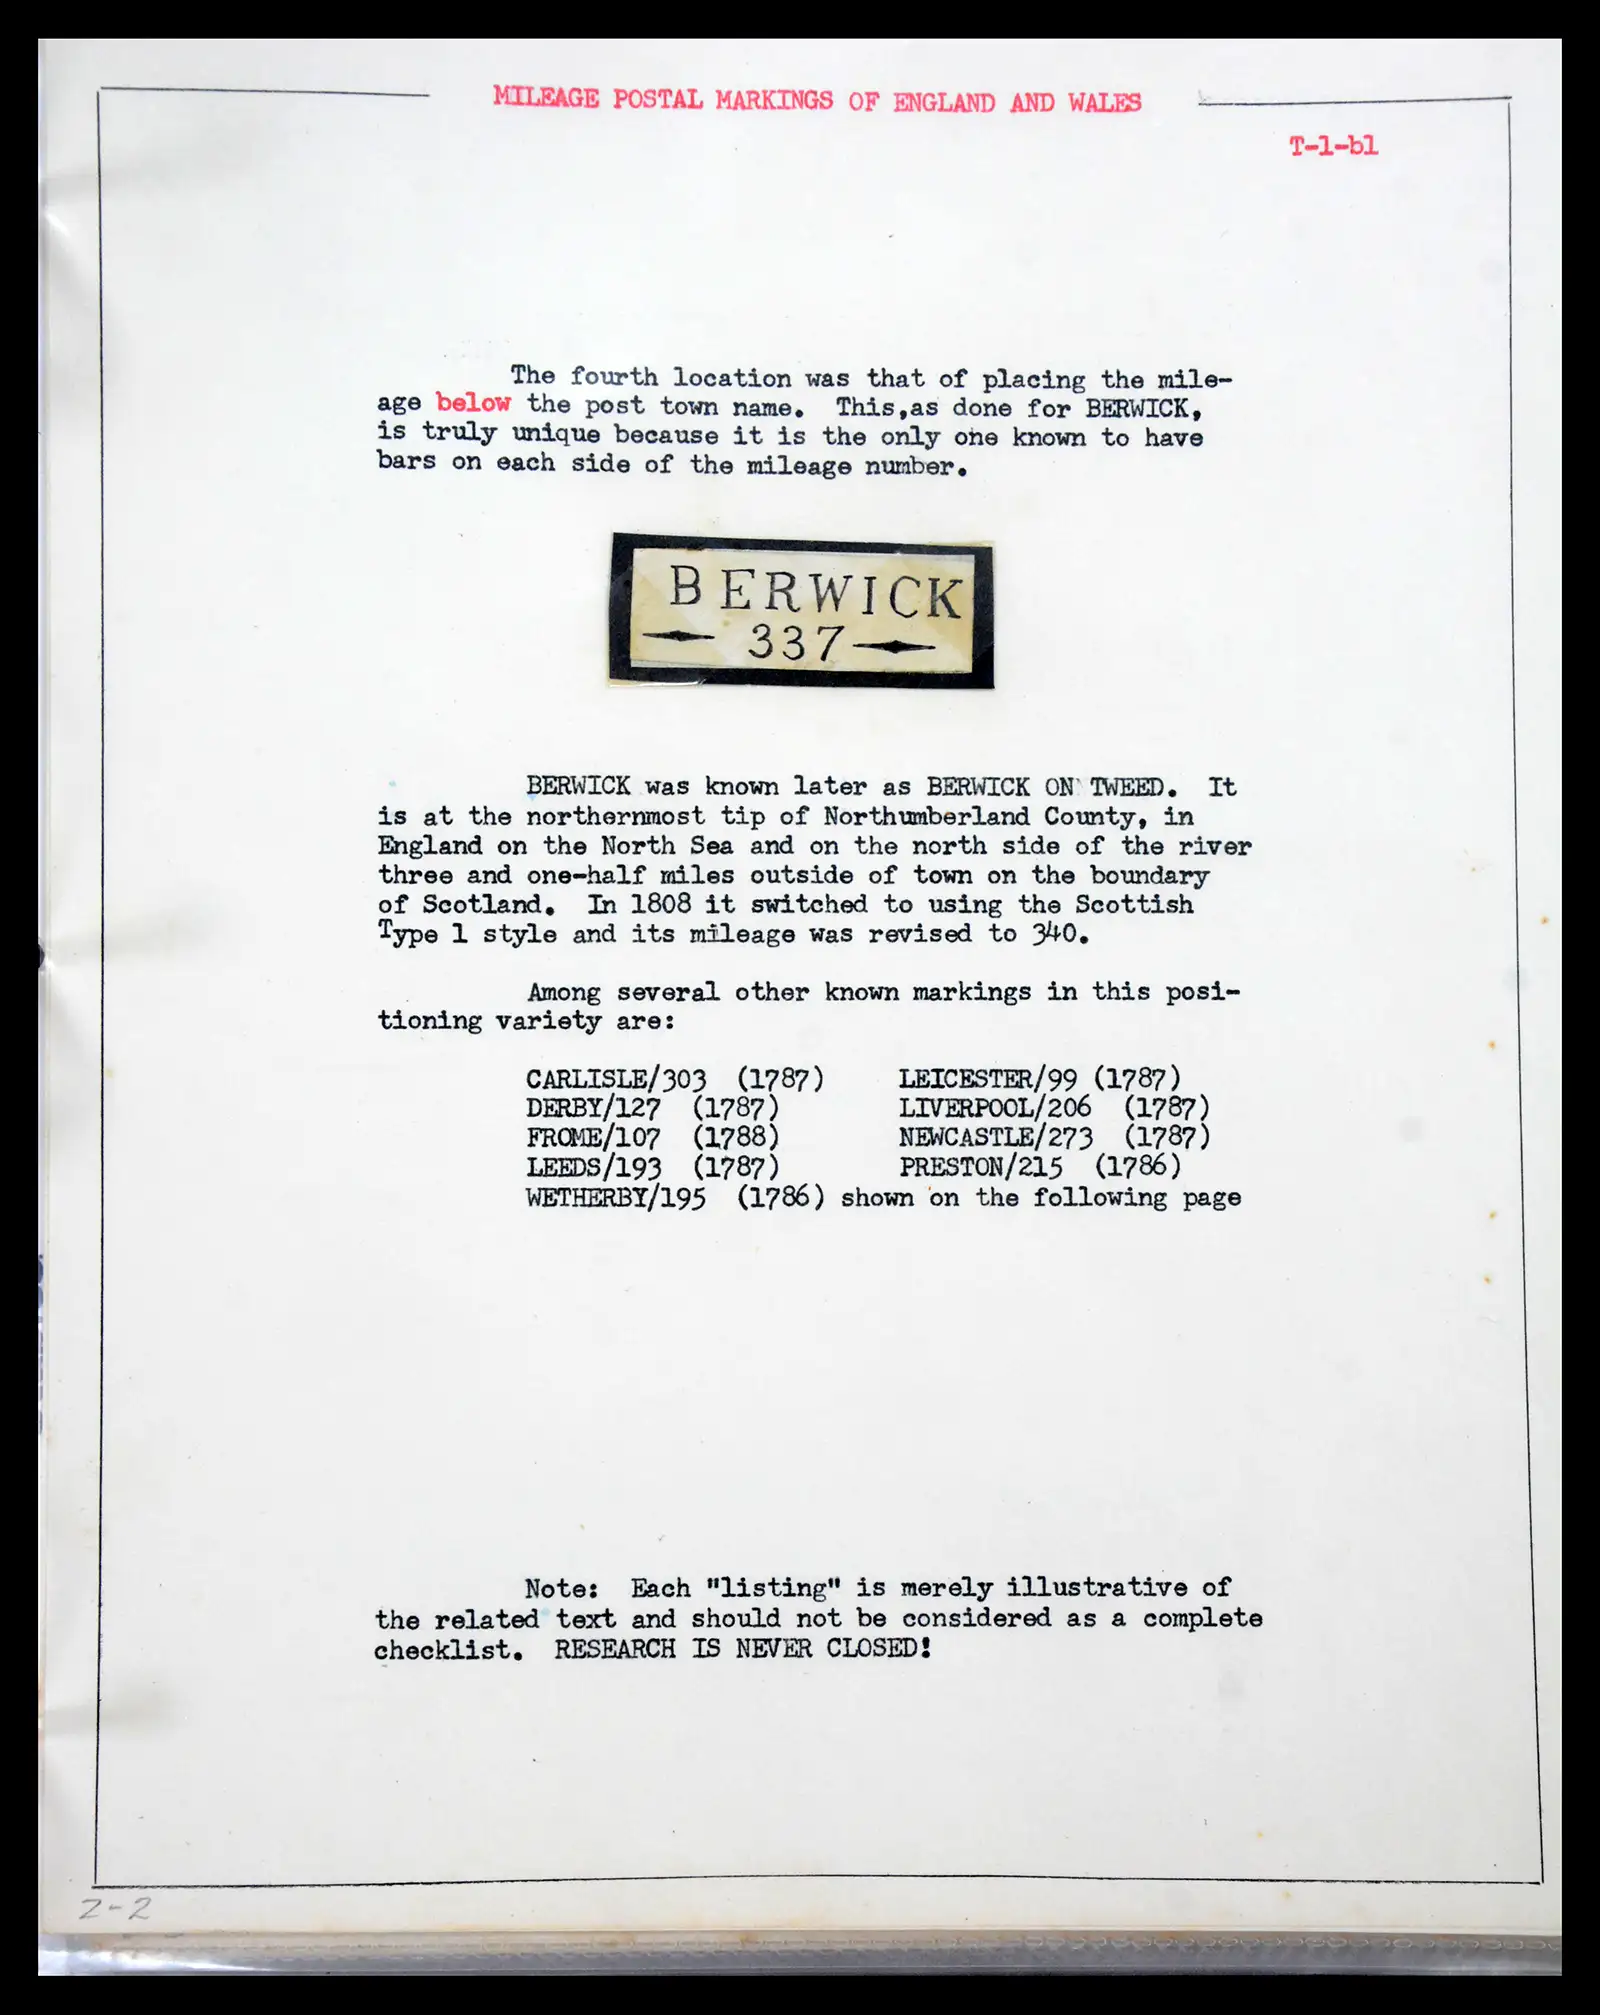 MILEAGE POSTAL MARKINGS OF ENGLAND AND WALES
T-1-b1
The fourth location was that of placing the mile-
age below the post town name. This,as done for BERWICK,
is truly unique because it is the only one known to have
bars on each side of the mileage number.
BERWICK
337
BERWICK was known later as BERWICK ON TWEED. It
is at the northernmost tip of Northumberland County, in
England on the North Sea and on the north side of the river
three and one-half miles outside of town on the boundary
of Scotland. In 1808 it switched to using the Scottish
Type 1 style and its mileage was revised to 340.
Among several other known markings in this posi-
tioning variety are:
CARLISLE/303 (1787) LEICESTER/99 (1787)
DERBY/127 (1787) LIVERPOOL/206 (1787)
FROME/107 (1788) NEWCASTLE/273 (1787)
LEEDS/193 (1787) PRESTON/215 (1786)
WETHERBY/195 (1786) shown on the following page
Note: Each "listing" is merely illustrative of
the related text and should not be considered as a complete
checklist. RESEARCH IS NEVER CLOSED!
2-2